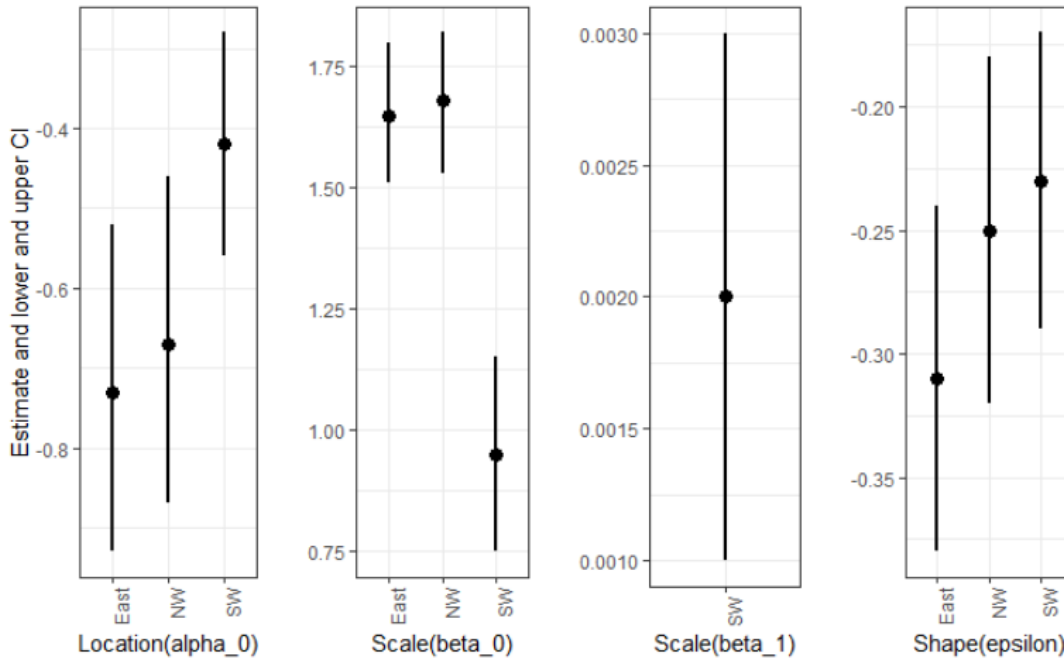 Estimate and lower and upper CI
-0.4
-0.6
-0.8
East
NW
SW
Location(alpha_0)
1.75
1.50
1.25
1.00
0.75
East
NW
SW
Scale(beta_0)
0.0030
0.0025
0.0020
0.0015
0.0010
SW
Scale(beta_1)
-0.20
-0.25
-0.30
-0.35
East
NW
SW
Shape(epsilon)